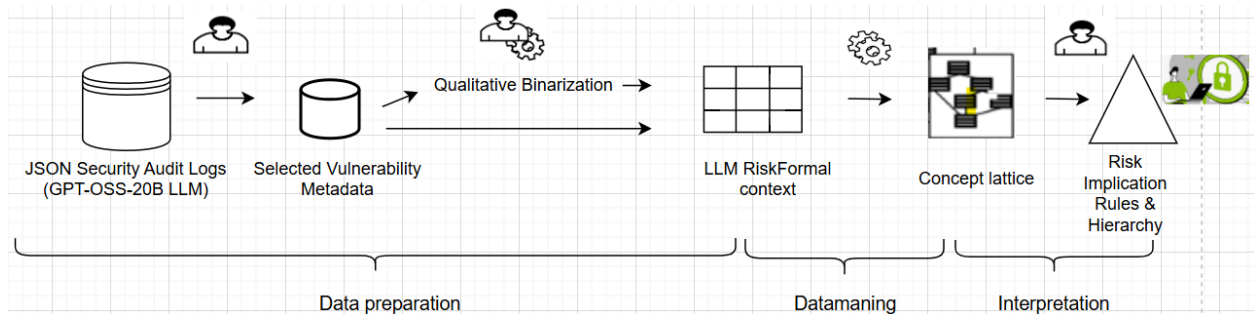 Qualitative Binarization
JSON Security Audit Logs
(GPT-OSS-20B LLM)
Selected Vulnerability
Metadata
LLM RiskFormal
context
Concept lattice
Risk
Implication
Rules &
Hierarchy
Data preparation
Datamaning
Interpretation